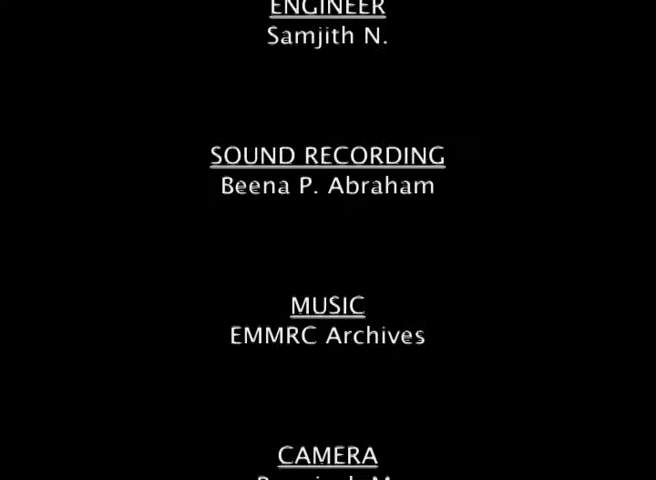 ENGINEER
Samjith N.
SOUND RECORDING
Beena P. Abraham
MUSIC
EMMRC Archives
CAMERA